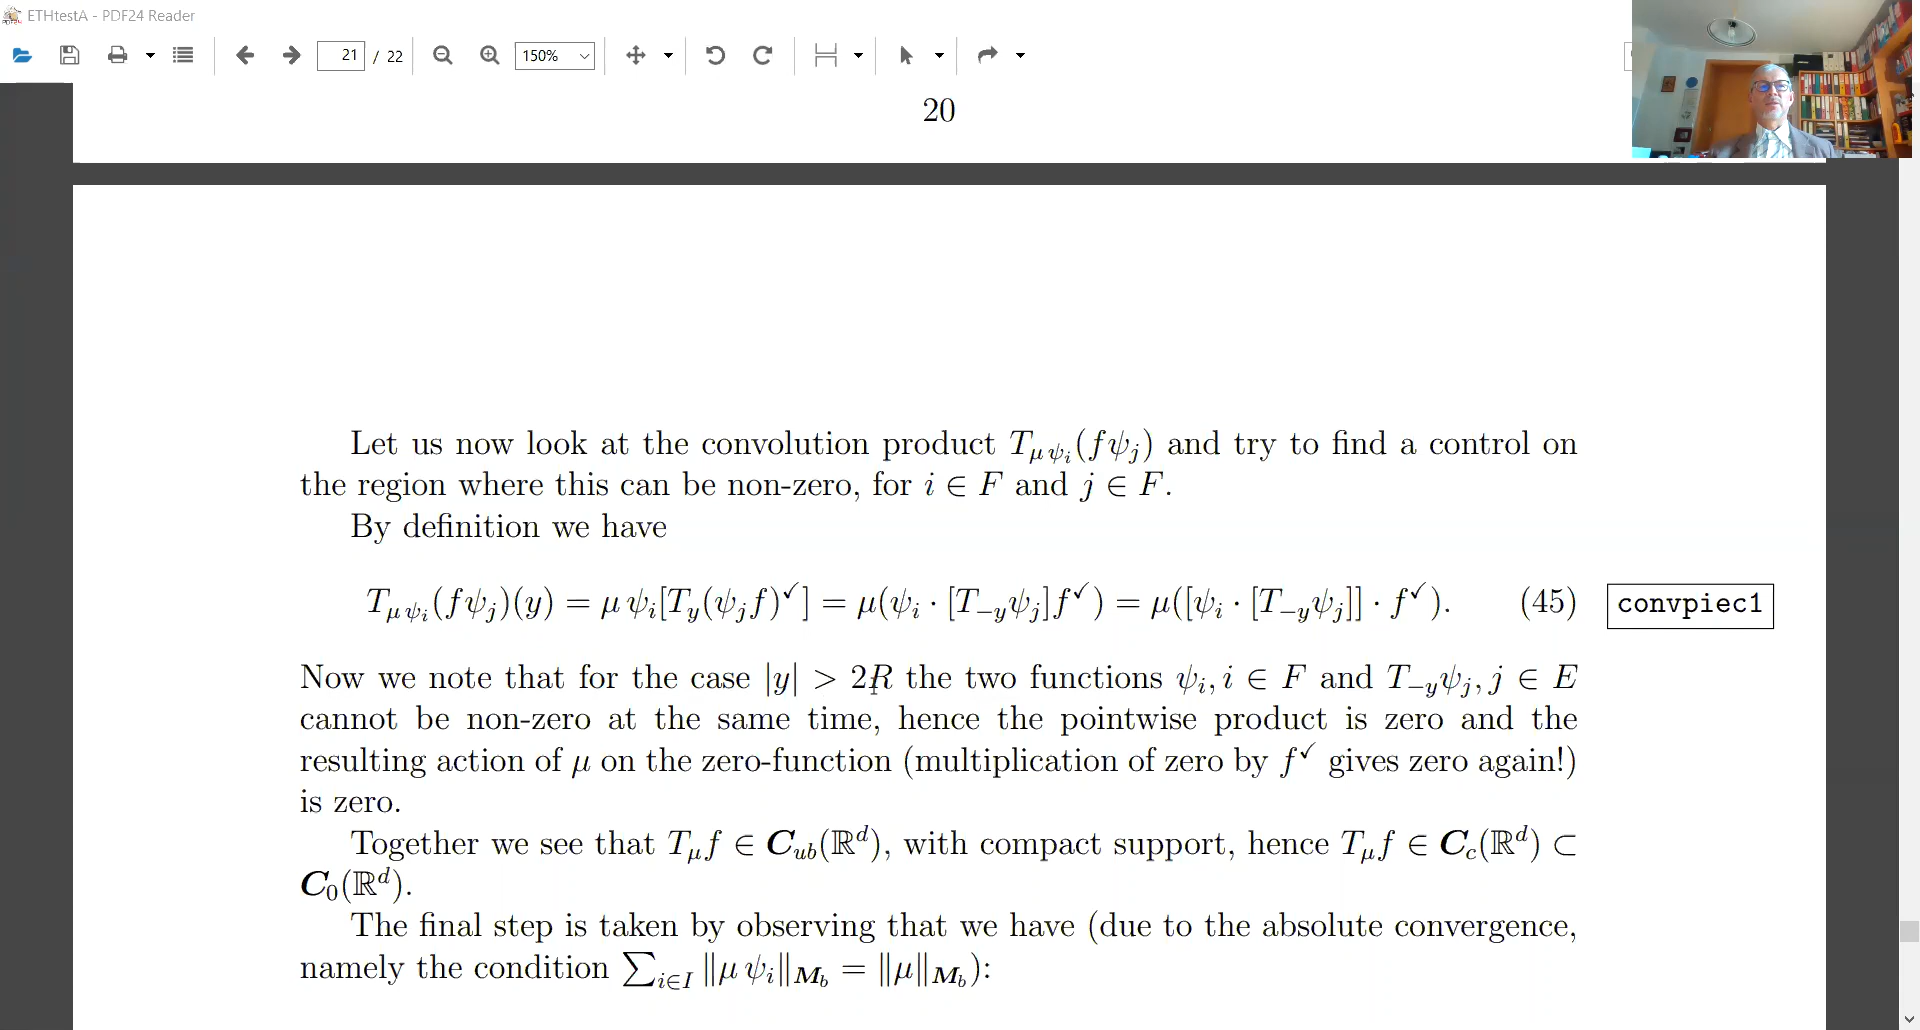 ETHtestA - PDF24 Reader
21 / 22 150%
20
Let us now look at the convolution product $T_{\mu \psi_i}(f\psi_j)$ and try to find a control on
the region where this can be non-zero, for $i \in F$ and $j \in F$.
By definition we have
$T_{\mu \psi_i}(f\psi_j)(y) = \mu \psi_i[T_y(\psi_j f)^\checkmark] = \mu(\psi_i \cdot [T_{-y}\psi_j]f^\checkmark) = \mu([\psi_i \cdot [T_{-y}\psi_j]] \cdot f^\checkmark).$ (45) convpiec1
Now we note that for the case $|y| > 2R$ the two functions $\psi_i, i \in F$ and $T_{-y}\psi_j, j \in E$
cannot be non-zero at the same time, hence the pointwise product is zero and the
resulting action of $\mu$ on the zero-function (multiplication of zero by $f^\checkmark$ gives zero again!)
is zero.
Together we see that $T_\mu f \in \boldsymbol{C}_{ub}(\mathbb{R}^d)$, with compact support, hence $T_\mu f \in \boldsymbol{C}_c(\mathbb{R}^d) \subset$
$\boldsymbol{C}_0(\mathbb{R}^d)$.
The final step is taken by observing that we have (due to the absolute convergence,
namely the condition $\sum_{i \in I} \|\mu \psi_i\|_{\boldsymbol{M}_b} = \|\mu\|_{\boldsymbol{M}_b}$):